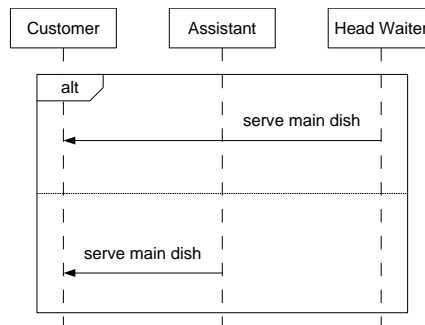 Customer
Assistant
Head Waiter
alt
serve main dish
serve main dish